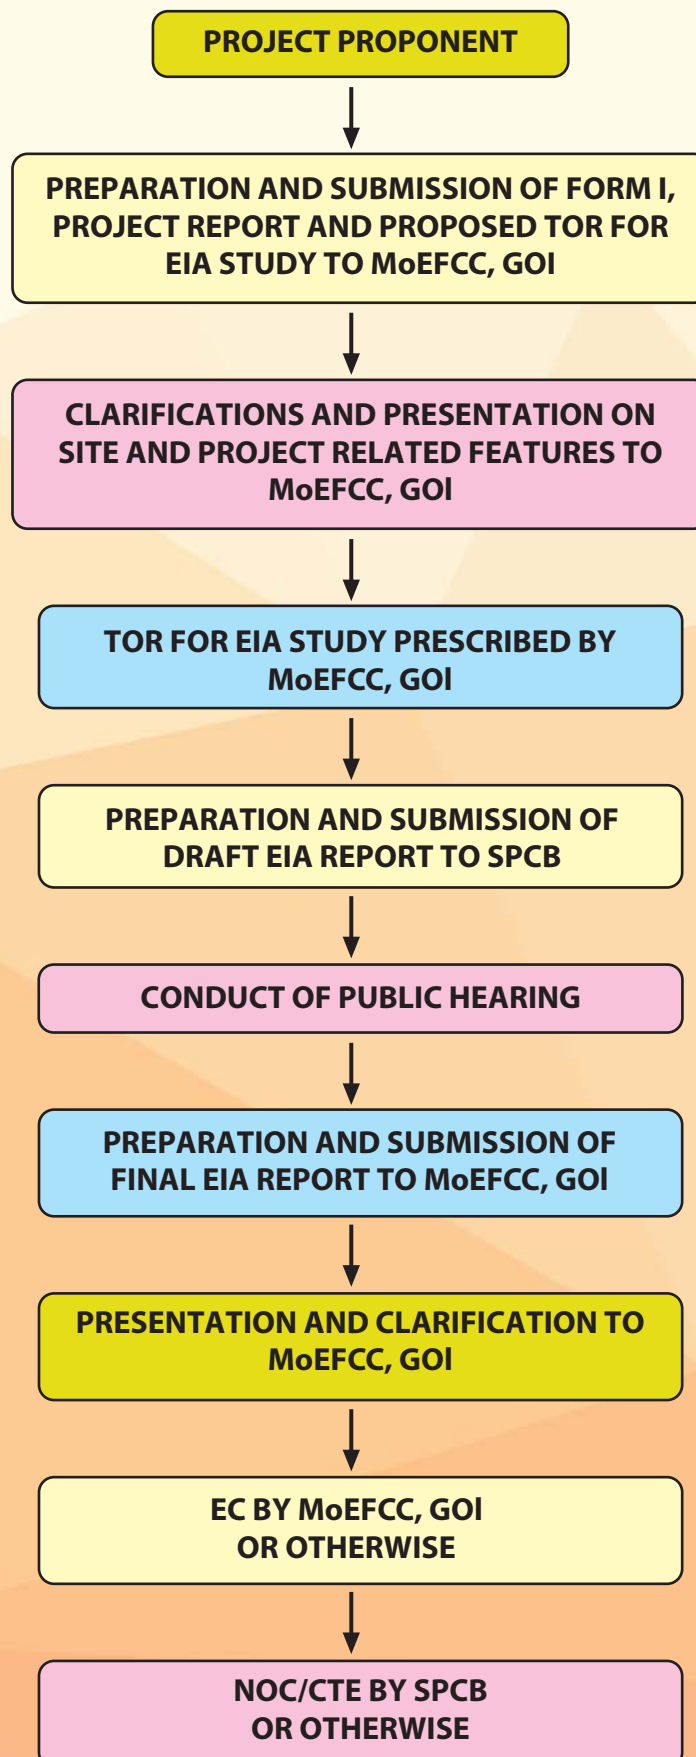 PROJECT PROPONENT
PREPARATION AND SUBMISSION OF FORM I,
PROJECT REPORT AND PROPOSED TOR FOR
EIA STUDY TO MoEFCC, GOI
CLARIFICATIONS AND PRESENTATION ON
SITE AND PROJECT RELATED FEATURES TO
MoEFCC, GOI
TOR FOR EIA STUDY PRESCRIBED BY
MoEFCC, GOI
PREPARATION AND SUBMISSION OF
DRAFT EIA REPORT TO SPCB
CONDUCT OF PUBLIC HEARING
PREPARATION AND SUBMISSION OF
FINAL EIA REPORT TO MoEFCC, GOI
PRESENTATION AND CLARIFICATION TO
MoEFCC, GOI
EC BY MoEFCC, GOI
OR OTHERWISE
NOC/CTE BY SPCB
OR OTHERWISE